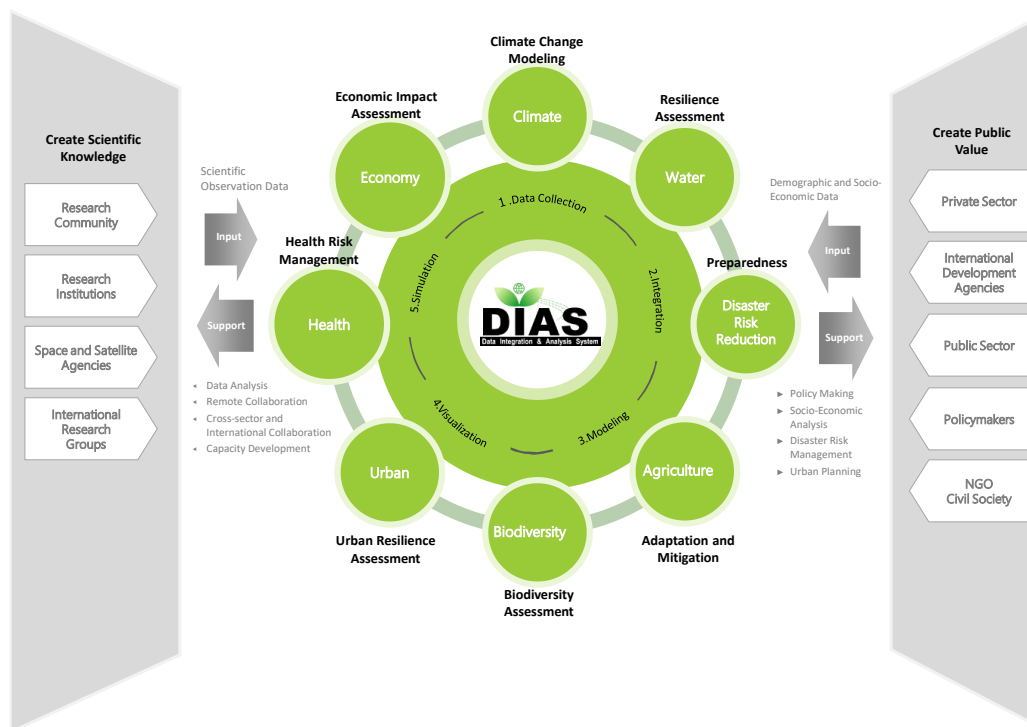 Create Scientific
Knowledge
Research
Community
Research
Institutions
Space and Satellite
Agencies
International
Research
Groups
Scientific
Observation Data
Input
Support
◂ Data Analysis
◂ Remote Collaboration
◂ Cross-sector and
International Collaboration
◂ Capacity Development
Climate Change
Modeling
Climate
Economic Impact
Assessment
Economy
Resilience
Assessment
Water
Health Risk
Management
Health
Preparedness
Disaster
Risk
Reduction
Urban
Urban Resilience
Assessment
Biodiversity
Biodiversity
Assessment
Agriculture
Adaptation and
Mitigation
1 .Data Collection
2.Integration
3.Modeling
4.Visualization
5.Simulation
DIAS
Data Integration & Analysis System
Demographic and Socio-
Economic Data
Input
Support
► Policy Making
► Socio-Economic
Analysis
► Disaster Risk
Management
► Urban Planning
Create Public
Value
Private Sector
International
Development
Agencies
Public Sector
Policymakers
NGO
Civil Society